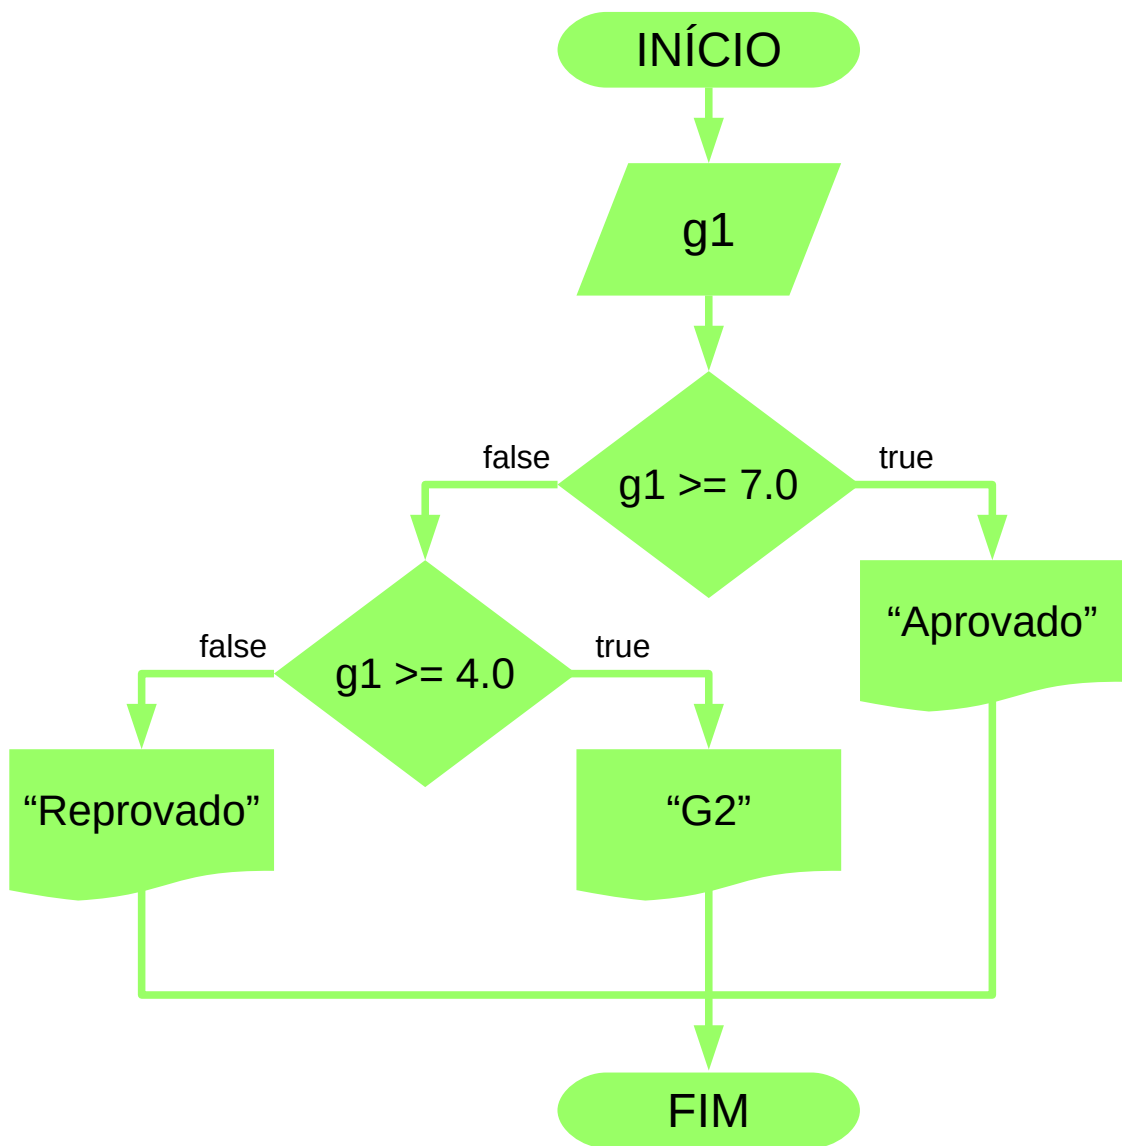 INÍCIO
g1
false
true
g1 >= 7.0
“Aprovado”
false
true
g1 >= 4.0
“Reprovado”
“G2”
FIM